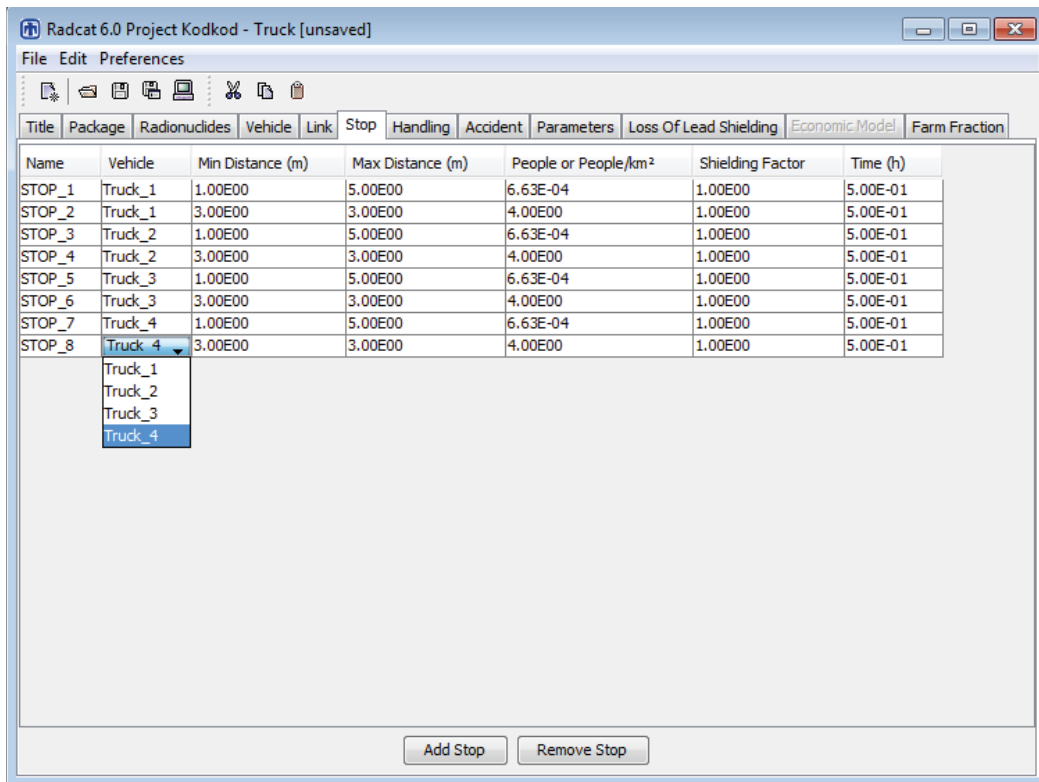 Radcat 6.0 Project Kodkod - Truck [unsaved]
File Edit Preferences
Title Package Radionuclides Vehicle Link Stop Handling Accident Parameters Loss Of Lead Shielding Economic Model Farm Fraction
Name Vehicle Min Distance (m) Max Distance (m) People or People/km² Shielding Factor Time (h)
STOP_1 Truck_1 1.00E00 5.00E00 6.63E-04 1.00E00 5.00E-01
STOP_2 Truck_1 3.00E00 3.00E00 4.00E00 1.00E00 5.00E-01
STOP_3 Truck_2 1.00E00 5.00E00 6.63E-04 1.00E00 5.00E-01
STOP_4 Truck_2 3.00E00 3.00E00 4.00E00 1.00E00 5.00E-01
STOP_5 Truck_3 1.00E00 5.00E00 6.63E-04 1.00E00 5.00E-01
STOP_6 Truck_3 3.00E00 3.00E00 4.00E00 1.00E00 5.00E-01
STOP_7 Truck_4 1.00E00 5.00E00 6.63E-04 1.00E00 5.00E-01
STOP_8 Truck_4 3.00E00 3.00E00 4.00E00 1.00E00 5.00E-01
Truck_1
Truck_2
Truck_3
Truck_4
Add Stop Remove Stop